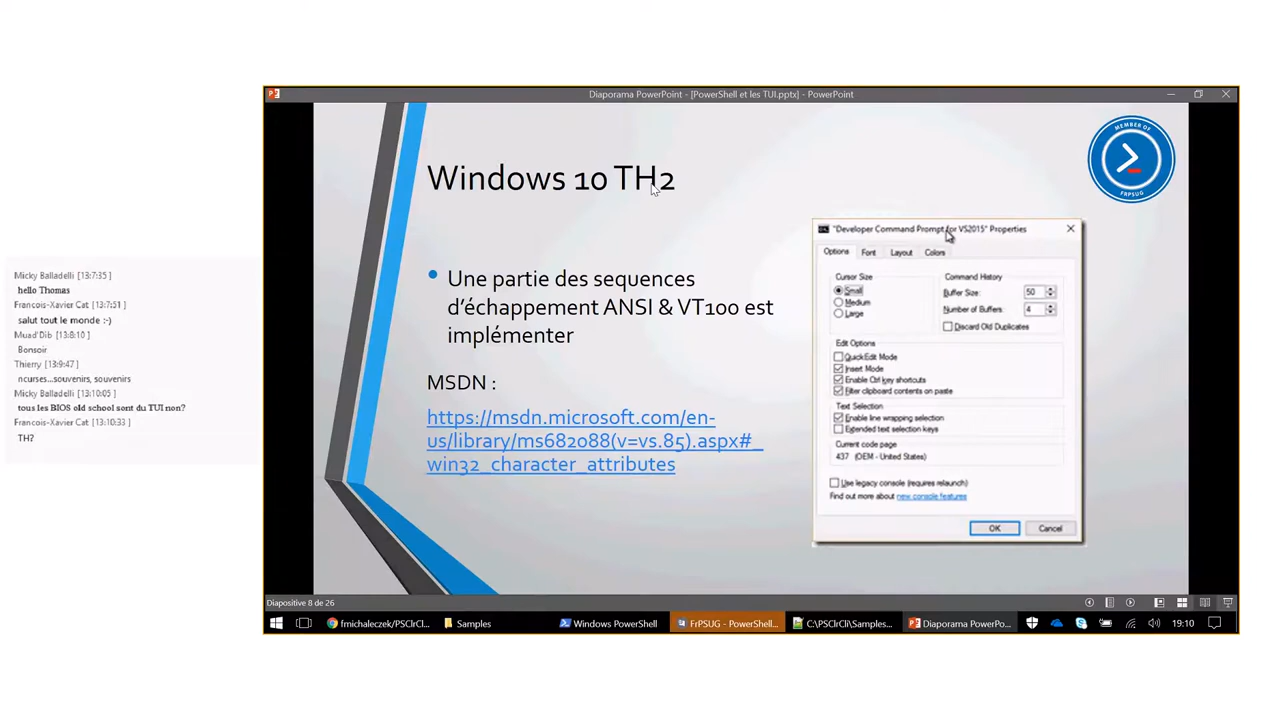 Micky Balladelli [13:7:35]
hello Thomas
Francois-Xavier Cat [13:7:51]
salut tout le monde :-)
Muad'Dib [13:8:10]
Bonsoir
Thierry [13:9:47]
ncurses...souvenirs, souvenirs
Micky Balladelli [13:10:05]
tous les BIOS old school sont du TUI non?
Francois-Xavier Cat [13:10:33]
TH?
Diaporama PowerPoint - [PowerShell et les TUI.pptx] - PowerPoint
MEMBER OF
FRPSUG
Windows 10 TH2
Une partie des sequences
d'échappement ANSI & VT100 est
implémenter
MSDN :
https://msdn.microsoft.com/en-
us/library/ms682088(v=vs.85).aspx#_
win32_character_attributes
"Developer Command Prompt for VS2015" Properties
Options Font Layout Colors
Cursor Size
Small
Medium
Large
Command History
Buffer Size: 50
Number of Buffers: 4
Discard Old Duplicates
Edit Options
QuickEdit Mode
Insert Mode
Enable Ctrl key shortcuts
Filter clipboard contents on paste
Text Selection
Enable line wrapping selection
Extended text selection keys
Current code page
437 (OEM - United States)
Use legacy console (requires relaunch)
Find out more about new console features
OK Cancel
Diapositive 8 de 26
fmichaleczek/PSClrCl... Samples Windows PowerShell FrPSUG - PowerShell... C:\PSClrCli\Samples... Diaporama PowerPo... 19:10